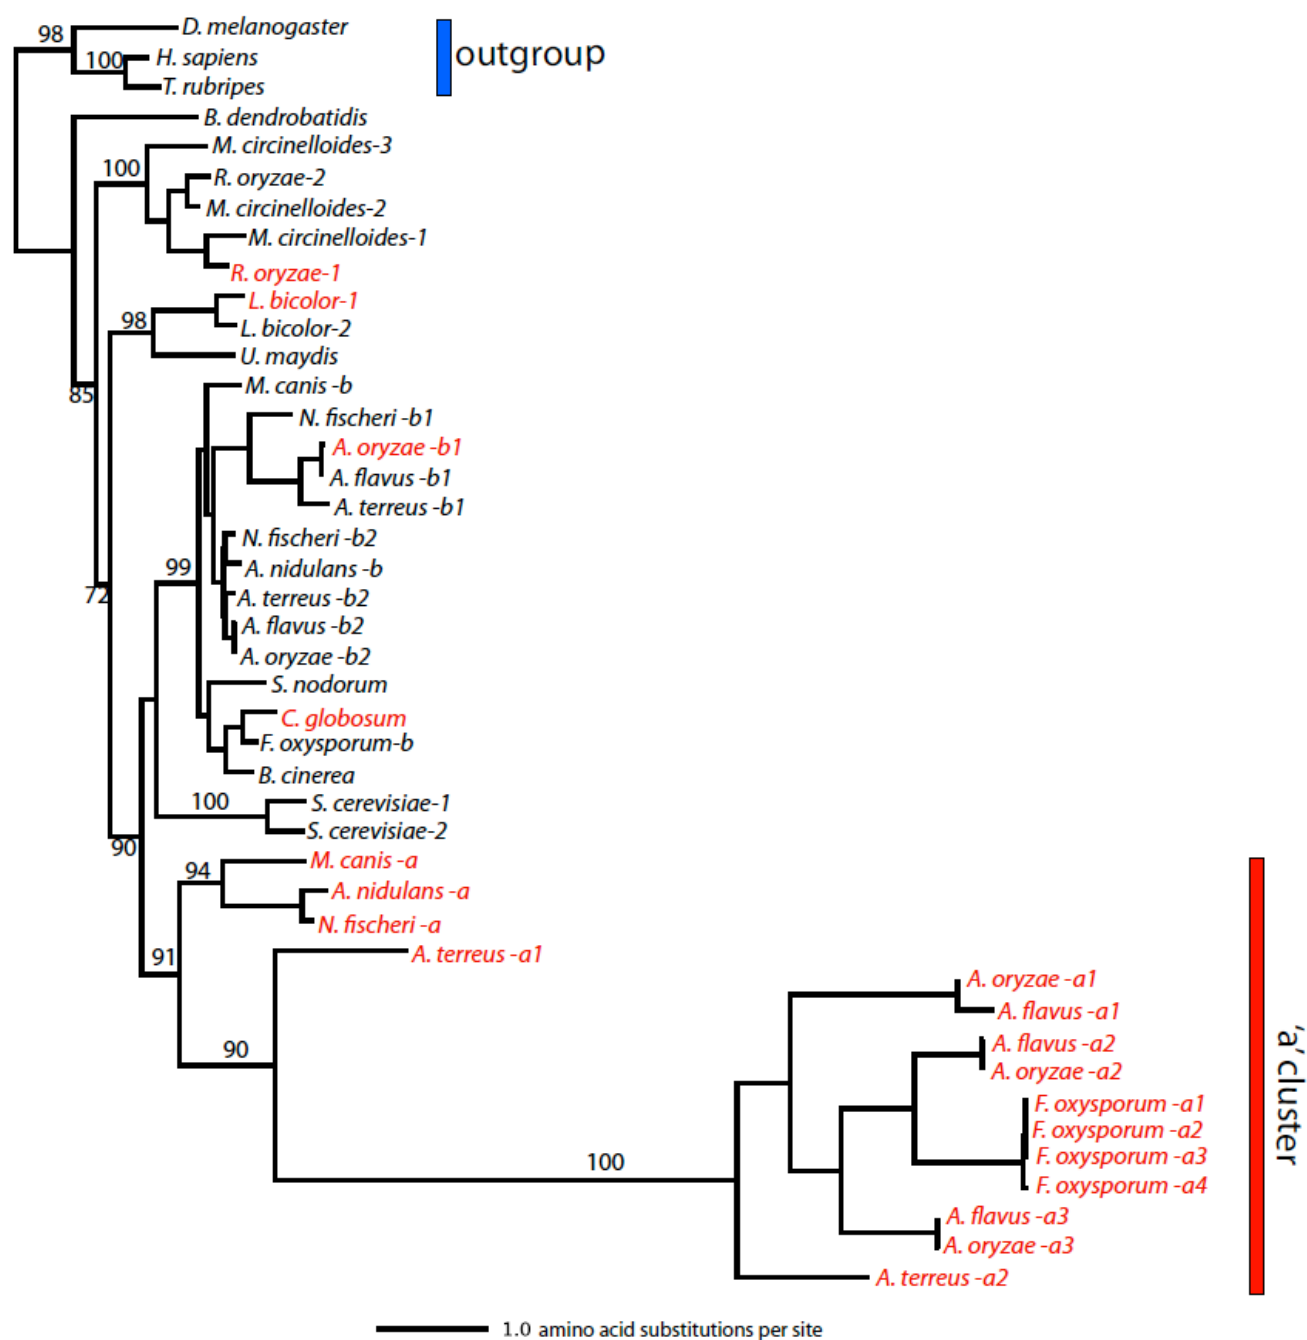 98
D. melanogaster
outgroup
100
H. sapiens
T. rubripes
B. dendrobatidis
M. circinelloides-3
100
R. oryzae-2
M. circinelloides-2
M. circinelloides-1
R. oryzae-1
L. bicolor-1
98
L. bicolor-2
U. maydis
M. canis -b
85
N. fischeri -b1
A. oryzae -b1
A. flavus -b1
A. terreus -b1
N. fischeri -b2
99
A. nidulans -b
72
A. terreus -b2
A. flavus -b2
A. oryzae -b2
S. nodorum
C. globosum
F. oxysporum-b
B. cinerea
100
S. cerevisiae-1
S. cerevisiae-2
90
M. canis -a
94
A. nidulans -a
N. fischeri -a
91
A. terreus -a1
A. oryzae -a1
A. flavus -a1
90
A. flavus -a2
A. oryzae -a2
F. oxysporum -a1
F. oxysporum -a2
'a' cluster
100
F. oxysporum -a3
F. oxysporum -a4
A. flavus -a3
A. oryzae -a3
A. terreus -a2
1.0 amino acid substitutions per site